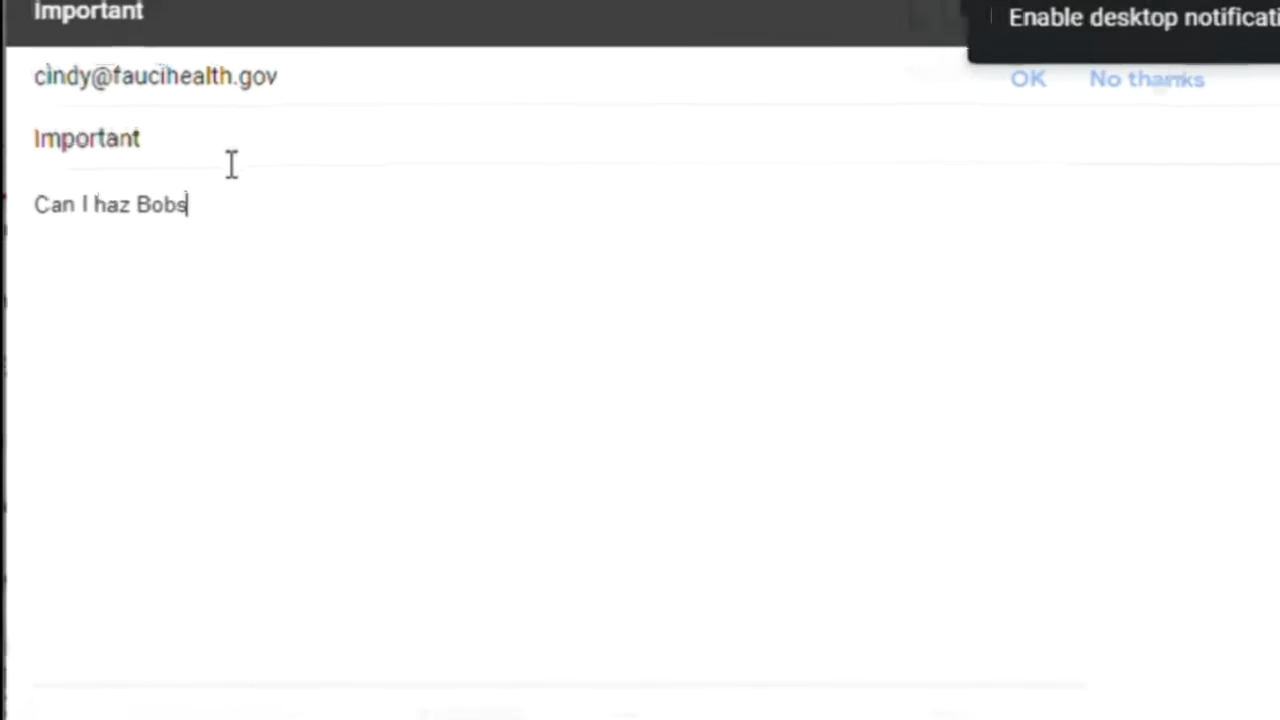 Important
Enable desktop notificati
cindy@faucihealth.gov
OK No thanks
Important
Can I haz Bobs